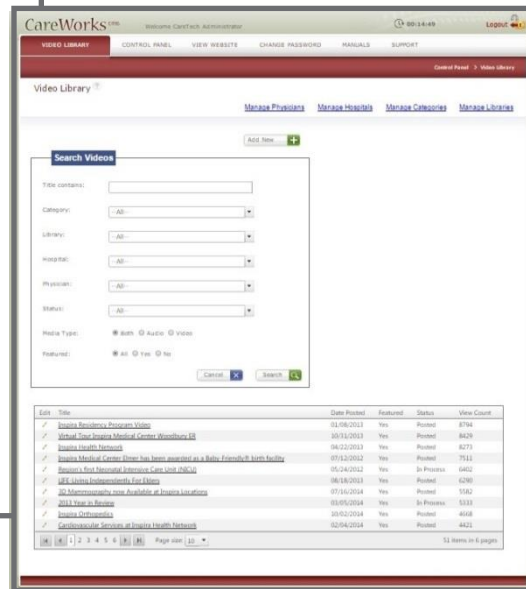 CareWorks CMS Welcome CareTech Administrator 00:14:49 Logout
VIDEO LIBRARY CONTROL PANEL VIEW WEBSITE CHANGE PASSWORD MANUALS SUPPORT
Control Panel > Video Library
Video Library ?
Manage Physicians Manage Hospitals Manage Categories Manage Libraries
Add New
Search Videos
Title contains:
Category: --All--
Library: --All--
Hospital: --All--
Physician: --All--
Status: --All--
Media Type: Both Audio Video
Featured: All Yes No
Cancel Search
Edit Title Date Posted Featured Status View Count
Inspira Residency Program Video 01/08/2013 Yes Posted 8794
Virtual Tour Inspira Medical Center Woodbury ER 10/31/2013 Yes Posted 8429
Inspira Health Network 04/22/2013 Yes Posted 8273
Inspira Medical Center Elmer has been awarded as a Baby-Friendly® birth facility 07/12/2012 Yes Posted 7511
Region's first Neonatal Intensive Care Unit (NICU) 05/24/2012 Yes In Process 6402
LIFE-Living Independently For Elders 08/18/2013 Yes Posted 6290
3D Mammography now Available at Inspira Locations 07/16/2014 Yes Posted 5582
2013 Year in Review 03/05/2014 Yes In Process 5333
Inspira Orthopedics 10/02/2014 Yes Posted 4668
Cardiovascular Services at Inspira Health Network 02/04/2014 Yes Posted 4421
1 2 3 4 5 6 Page size: 10 51 items in 6 pages